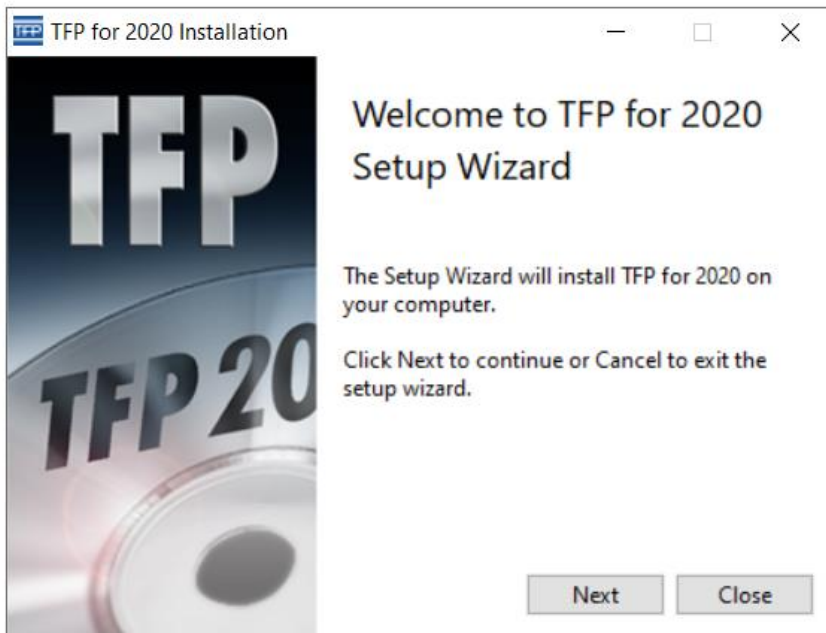 TFP
TFP for 2020 Installation
TFP
TFP 20
Welcome to TFP for 2020
Setup Wizard
The Setup Wizard will install TFP for 2020 on
your computer.
Click Next to continue or Cancel to exit the
setup wizard.
Next
Close